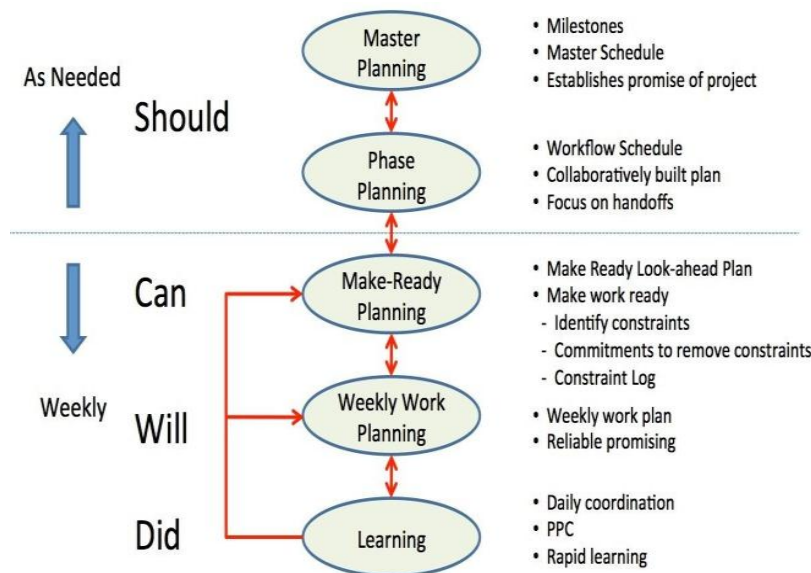 As Needed
Should
Master
Planning
• Milestones
• Master Schedule
• Establishes promise of project
Phase
Planning
• Workflow Schedule
• Collaboratively built plan
• Focus on handoffs
Can
Make-Ready
Planning
• Make Ready Look-ahead Plan
• Make work ready
- Identify constraints
- Commitments to remove constraints
- Constraint Log
Weekly
Will
Weekly Work
Planning
• Weekly work plan
• Reliable promising
Did
Learning
• Daily coordination
• PPC
• Rapid learning